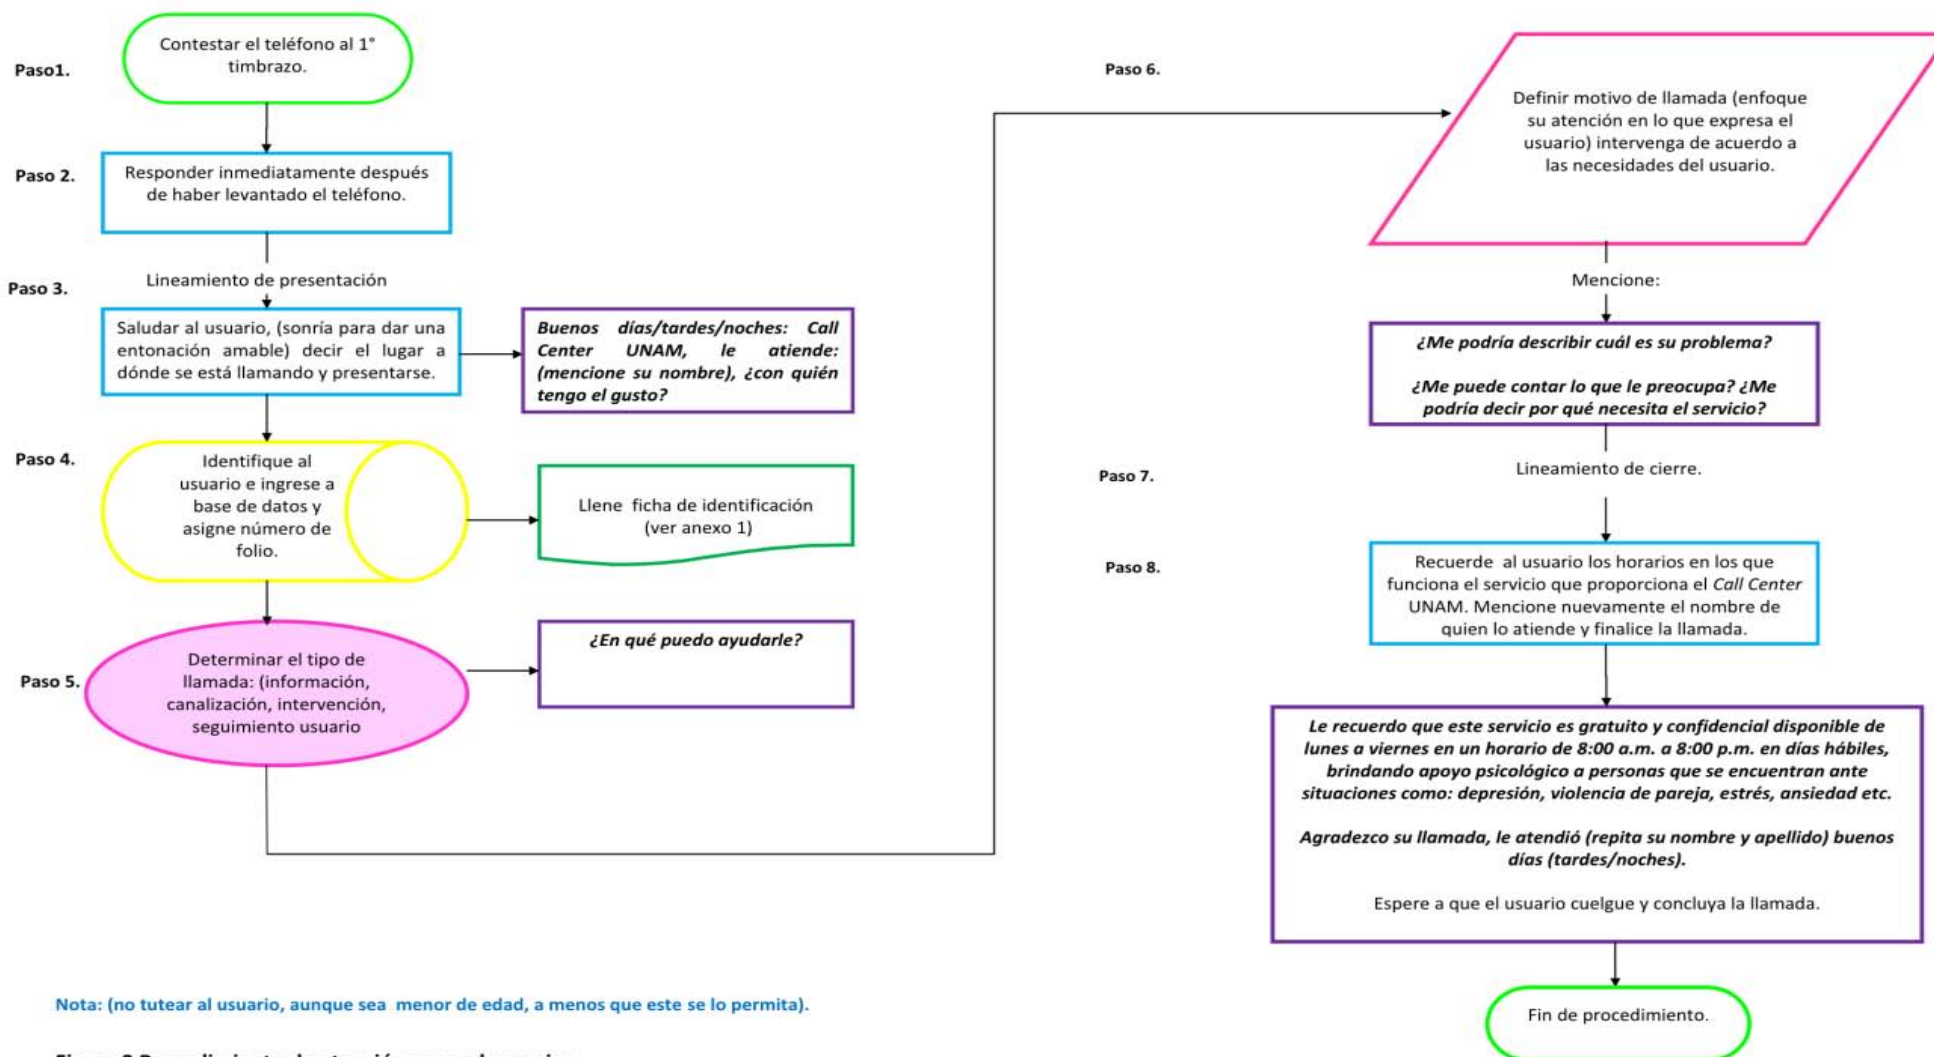 Paso1.
Contestar el teléfono al 1°
timbrazo.
Paso 2.
Responder inmediatamente después
de haber levantado el teléfono.
Lineamiento de presentación
Paso 3.
Saludar al usuario, (sonría para dar una
entonación amable) decir el lugar a
dónde se está llamando y presentarse.
Buenos días/tardes/noches: Call
Center UNAM, le atiende:
(mencione su nombre), ¿con quién
tengo el gusto?
Paso 4.
Identifique al
usuario e ingrese a
base de datos y
asigne número de
folio.
Llene ficha de identificación
(ver anexo 1)
Paso 5.
Determinar el tipo de
llamada: (información,
canalización, intervención,
seguimiento usuario
¿En qué puedo ayudarle?
Paso 6.
Definir motivo de llamada (enfoque
su atención en lo que expresa el
usuario) intervenga de acuerdo a
las necesidades del usuario.
Mencione:
¿Me podría describir cuál es su problema?
¿Me puede contar lo que le preocupa? ¿Me
podría decir por qué necesita el servicio?
Paso 7.
Lineamiento de cierre.
Paso 8.
Recuerde al usuario los horarios en los que
funciona el servicio que proporciona el Call Center
UNAM. Mencione nuevamente el nombre de
quien lo atiende y finalice la llamada.
Le recuerdo que este servicio es gratuito y confidencial disponible de
lunes a viernes en un horario de 8:00 a.m. a 8:00 p.m. en días hábiles,
brindando apoyo psicológico a personas que se encuentran ante
situaciones como: depresión, violencia de pareja, estrés, ansiedad etc.
Agradezco su llamada, le atendió (repita su nombre y apellido) buenos
días (tardes/noches).
Espere a que el usuario cuelgue y concluya la llamada.
Fin de procedimiento.
Nota: (no tutear al usuario, aunque sea menor de edad, a menos que este se lo permita).